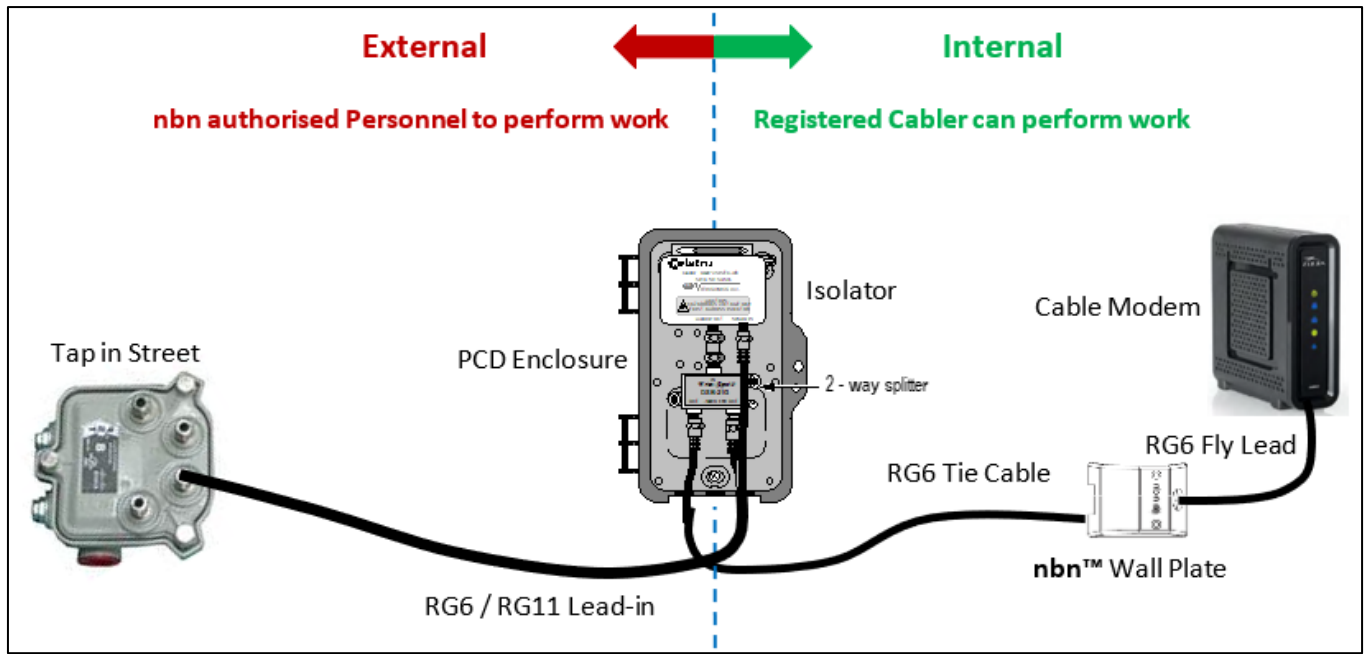 External
Internal
nbn authorised Personnel to perform work
Registered Cabler can perform work
Isolator
Cable Modem
Tap in Street
PCD Enclosure
2 - way splitter
RG6 Fly Lead
RG6 Tie Cable
nbn™ Wall Plate
RG6 / RG11 Lead-in